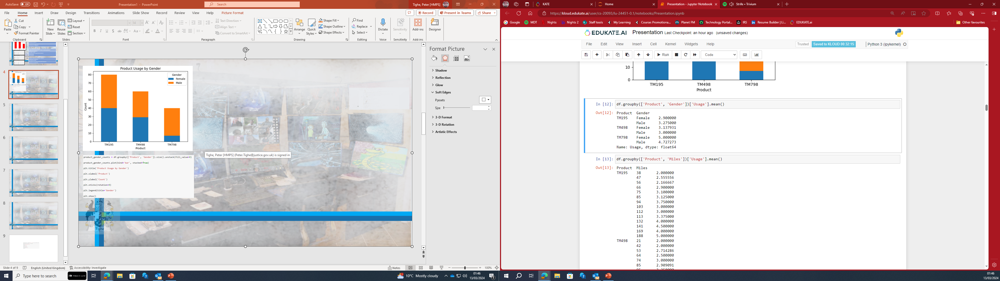 AutoSave Off Presentation1 - PowerPoint Search Tighe, Peter [HMPS]
File Home Insert Draw Design Transitions Animations Slide Show Record Review View Help Picture Format Record Present in Teams Share
Paste Cut Copy Format Painter Clipboard
New Slide Reuse Slides Layout Reset Section Slides
14 Font
Text Direction Align Text Convert to SmartArt Paragraph
Arrange Quick Styles Shape Fill Shape Outline Shape Effects Drawing
Find Replace Select Editing
Dictate Voice
Sensitivity Sensitivity
Add-ins Add-ins
Designer
4
5
6
7
8
9
Product Usage by Gender
Gender
Female
Male
80
70
60
50
40
30
20
10
0
Count
TM195 TM498 TM798
Product
product_gender_counts = df.groupby(['Product', 'Gender']).size().unstack(fill_value=0)
product_gender_counts.plot(kind='bar', stacked=True)
plt.title('Product Usage by Gender')
plt.xlabel('Product')
plt.ylabel('Count')
plt.xticks(rotation=0)
plt.legend(title='Gender')
plt.show()
Tighe, Peter [HMPS] (Peter.Tighe@justice.gov.uk) is signed in
Tighe
Format Picture
Shadow
Reflection
Glow
Soft Edges
Presets
Size
3-D Format
3-D Rotation
Artistic Effects
Slide 4 of 9 English (United Kingdom) Accessibility: Investigate Notes 100%
Type here to search 10°C Mostly cloudy 01:46
13/03/2024
KATE Home Presentation - Jupyter Notebook Strife • Trivium
https://kloud.edukate.ai/user/cs-20093/lu-24451-0.1/notebooks/Presentation.ipynb
Google MDT Nights Nights 2 Staff tools My Learning Course: Promotiona... Planet FM Technology Portal... IRS Resume Builder | Li... EDUKATE.ai Other favourites
EDUKATE.AI Presentation Last Checkpoint: an hour ago (unsaved changes)
File Edit View Insert Cell Kernel Widgets Help Trusted Saved to KLOUD 00:32:15 Python 3 (ipykernel)
Run Code
10
0
TM195 TM498 TM798
Product
In [12]: df.groupby(['Product', 'Gender'])['Usage'].mean()
Out[12]: Product Gender
TM195 Female 2.900000
Male 3.275000
TM498 Female 3.137931
Male 3.000000
TM798 Female 5.000000
Male 4.727273
Name: Usage, dtype: float64
In [13]: df.groupby(['Product', 'Miles'])['Usage'].mean()
Out[13]: Product Miles
TM195 38 2.000000
47 2.555556
56 2.166667
66 2.900000
75 3.100000
85 3.125000
94 3.750000
103 3.000000
112 3.000000
113 3.375000
132 4.000000
141 4.500000
169 4.000000
188 5.000000
TM498 21 2.000000
42 2.000000
53 2.714286
64 2.500000
74 3.000000
85 2.909091
01:46
13/03/2024